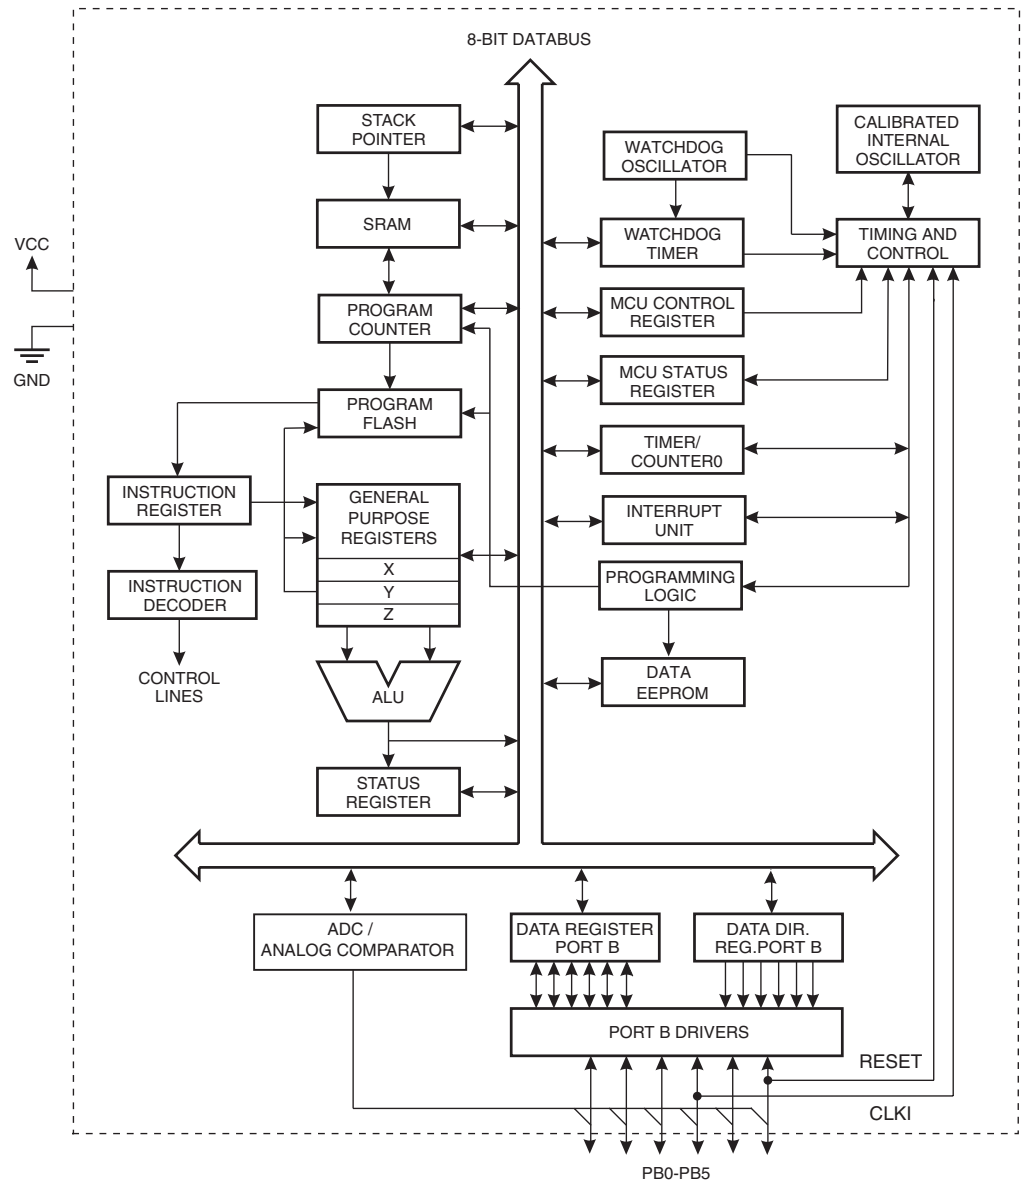 8-BIT DATABUS
STACK
POINTER
SRAM
PROGRAM
COUNTER
PROGRAM
FLASH
INSTRUCTION
REGISTER
INSTRUCTION
DECODER
CONTROL
LINES
GENERAL
PURPOSE
REGISTERS
X
Y
Z
ALU
STATUS
REGISTER
VCC
GND
WATCHDOG
OSCILLATOR
WATCHDOG
TIMER
MCU CONTROL
REGISTER
MCU STATUS
REGISTER
TIMER/
COUNTER0
INTERRUPT
UNIT
PROGRAMMING
LOGIC
DATA
EEPROM
CALIBRATED
INTERNAL
OSCILLATOR
TIMING AND
CONTROL
ADC /
ANALOG COMPARATOR
DATA REGISTER
PORT B
DATA DIR.
REG.PORT B
PORT B DRIVERS
RESET
CLKI
PB0-PB5